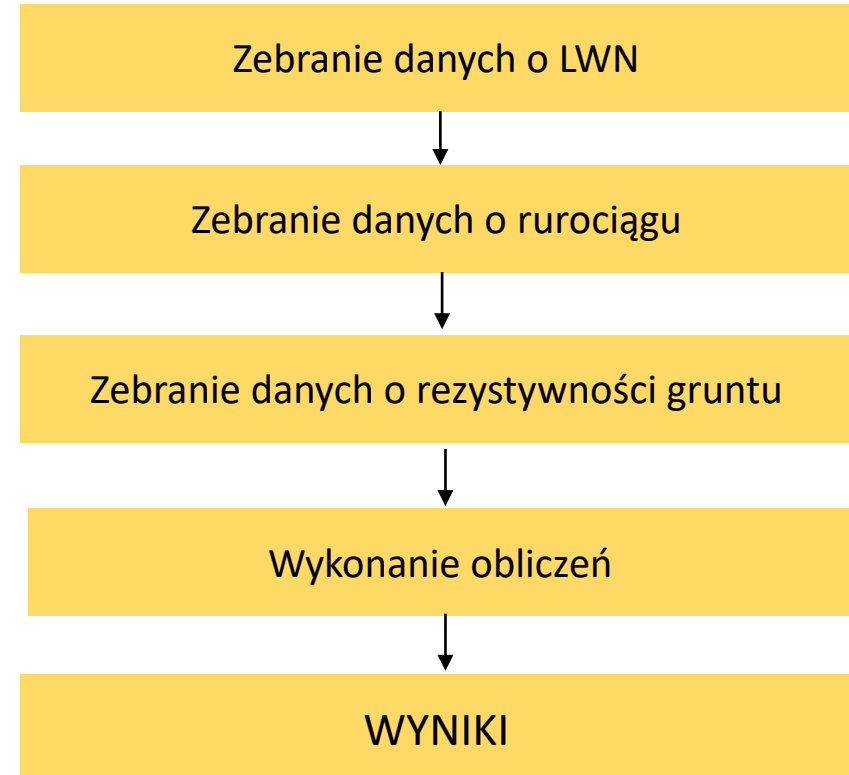 Zebranie danych o LWN
Zebranie danych o rurociągu
Zebranie danych o rezystywności gruntu
Wykonanie obliczeń
WYNIKI